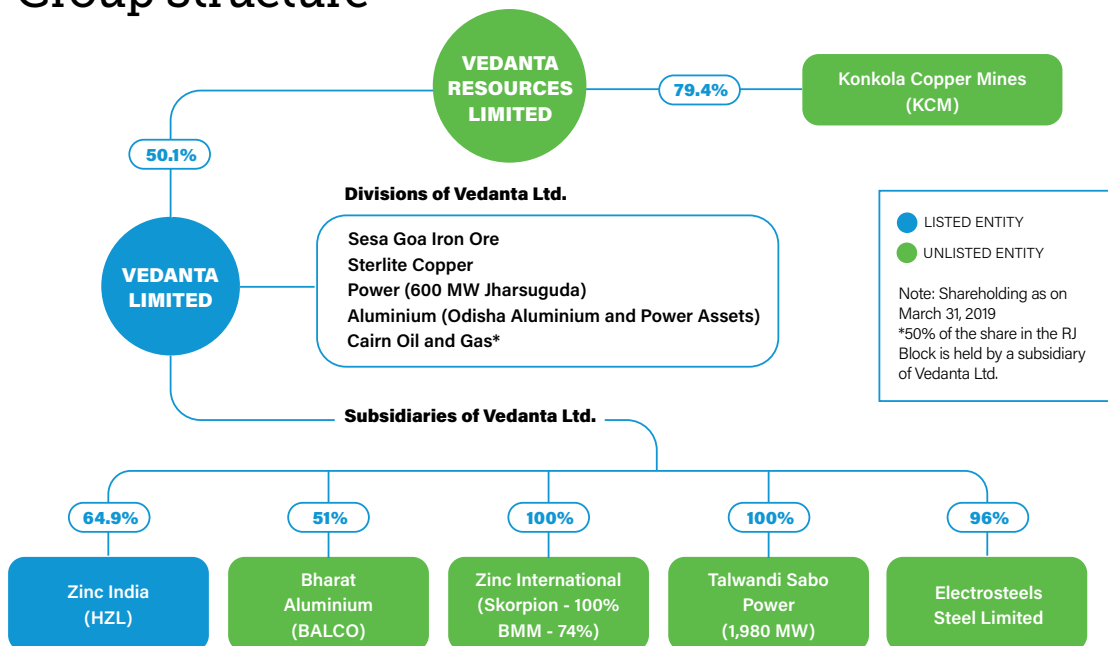 Group Structure
VEDANTA
RESOURCES
LIMITED
79.4%
Konkola Copper Mines
(KCM)
50.1%
Divisions of Vedanta Ltd.
Sesa Goa Iron Ore
Sterlite Copper
Power (600 MW Jharsuguda)
Aluminium (Odisha Aluminium and Power Assets)
Cairn Oil and Gas*
VEDANTA
LIMITED
LISTED ENTITY
UNLISTED ENTITY
Note: Shareholding as on
March 31, 2019
*50% of the share in the RJ
Block is held by a subsidiary
of Vedanta Ltd.
Subsidiaries of Vedanta Ltd.
64.9%
51%
100%
100%
96%
Zinc India
(HZL)
Bharat
Aluminium
(BALCO)
Zinc International
(Skorpion - 100%
BMM - 74%)
Talwandi Sabo
Power
(1,980 MW)
Electrosteels
Steel Limited